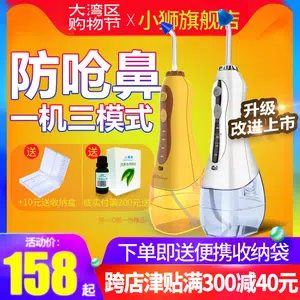 大湾区
购物节
×
小狮旗舰店
防呛鼻
一机三模式
升级
改进上市
送
送
+10元送收纳盒
活动价:
158起
下单即送便携收纳袋
跨店津贴满300减40元